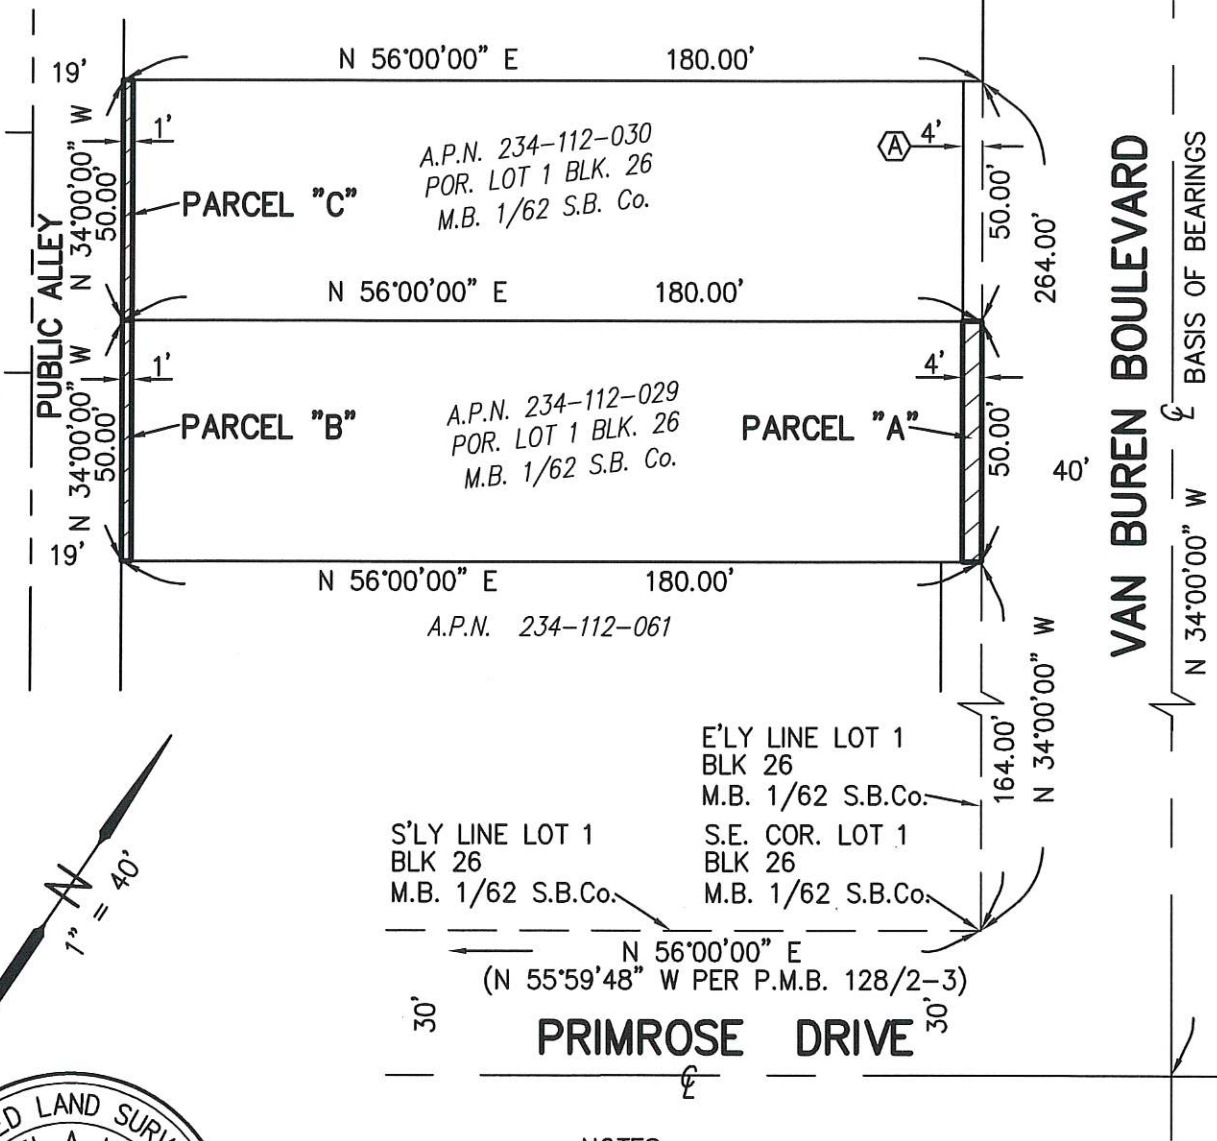 N 56°00'00" E 180.00'
19'
1'
N 34°00'00" W
50.00'
A.P.N. 234-112-030
POR. LOT 1 BLK. 26
M.B. 1/62 S.B. Co.
A 4'
50.00'
264.00'
PARCEL "C"
PUBLIC ALLEY
N 56°00'00" E 180.00'
1'
N 34°00'00" W
50.00'
A.P.N. 234-112-029
POR. LOT 1 BLK. 26
M.B. 1/62 S.B. Co.
4'
PARCEL "B"
PARCEL "A"
50.00'
40'
VAN BUREN BOULEVARD
BASIS OF BEARINGS
℄
N 34°00'00" W
19'
N 56°00'00" E 180.00'
A.P.N. 234-112-061
164.00'
N 34°00'00" W
E'LY LINE LOT 1
BLK 26
M.B. 1/62 S.B.Co.
S'LY LINE LOT 1
BLK 26
M.B. 1/62 S.B.Co.
S.E. COR. LOT 1
BLK 26
M.B. 1/62 S.B.Co.
N
1" = 40'
N 56°00'00" E
(N 55°59'48" W PER P.M.B. 128/2-3)
30'
30'
PRIMROSE DRIVE
℄
LAND